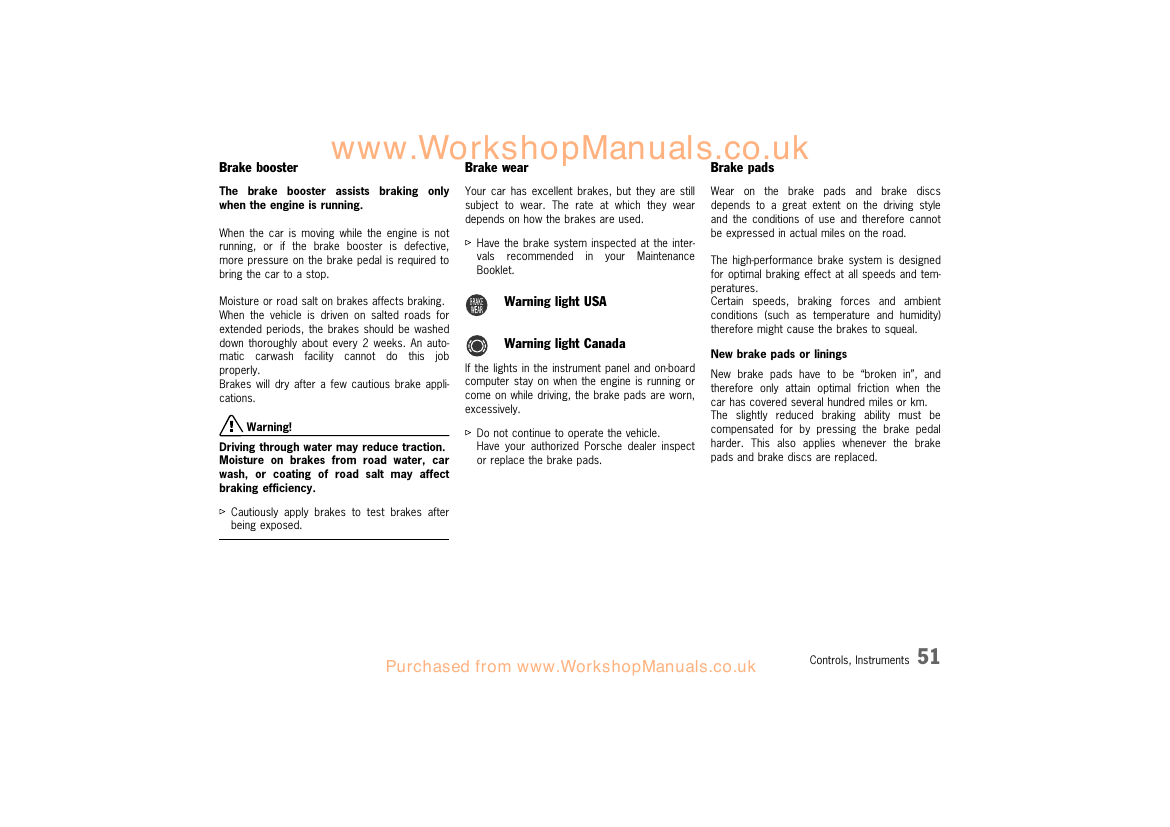 www.WorkshopManuals.co.uk
Brake booster
The brake booster assists braking only
when the engine is running.
When the car is moving while the engine is not
running, or if the brake booster is defective,
more pressure on the brake pedal is required to
bring the car to a stop.
Moisture or road salt on brakes affects braking.
When the vehicle is driven on salted roads for
extended periods, the brakes should be washed
down thoroughly about every 2 weeks. An auto-
matic carwash facility cannot do this job
properly.
Brakes will dry after a few cautious brake appli-
cations.
Warning!
Driving through water may reduce traction.
Moisture on brakes from road water, car
wash, or coating of road salt may affect
braking efficiency.
Cautiously apply brakes to test brakes after
being exposed.
Brake wear
Your car has excellent brakes, but they are still
subject to wear. The rate at which they wear
depends on how the brakes are used.
Have the brake system inspected at the inter-
vals recommended in your Maintenance
Booklet.
BRAKE
WEAR
Warning light USA
Warning light Canada
If the lights in the instrument panel and on-board
computer stay on when the engine is running or
come on while driving, the brake pads are worn,
excessively.
Do not continue to operate the vehicle.
Have your authorized Porsche dealer inspect
or replace the brake pads.
Brake pads
Wear on the brake pads and brake discs
depends to a great extent on the driving style
and the conditions of use and therefore cannot
be expressed in actual miles on the road.
The high-performance brake system is designed
for optimal braking effect at all speeds and tem-
peratures.
Certain speeds, braking forces and ambient
conditions (such as temperature and humidity)
therefore might cause the brakes to squeal.
New brake pads or linings
New brake pads have to be “broken in”, and
therefore only attain optimal friction when the
car has covered several hundred miles or km.
The slightly reduced braking ability must be
compensated for by pressing the brake pedal
harder. This also applies whenever the brake
pads and brake discs are replaced.
Controls, Instruments 51
Purchased from www.WorkshopManuals.co.uk